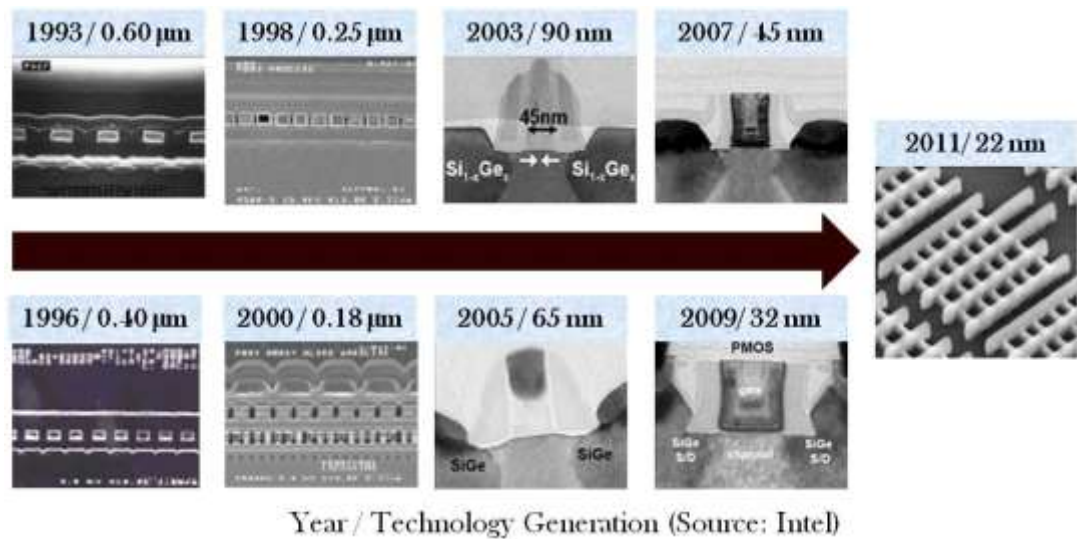 1993 / 0.60 µm
1998 / 0.25 µm
2003 / 90 nm
2007 / 45 nm
45nm
Si1-xGex
Si1-xGex
2011/ 22 nm
1996 / 0.40 µm
2000 / 0.18 µm
2005 / 65 nm
2009/ 32 nm
PMOS
SiGe
SiGe
SiGe
S/D
SiGe
S/D
Year / Technology Generation (Source: Intel)